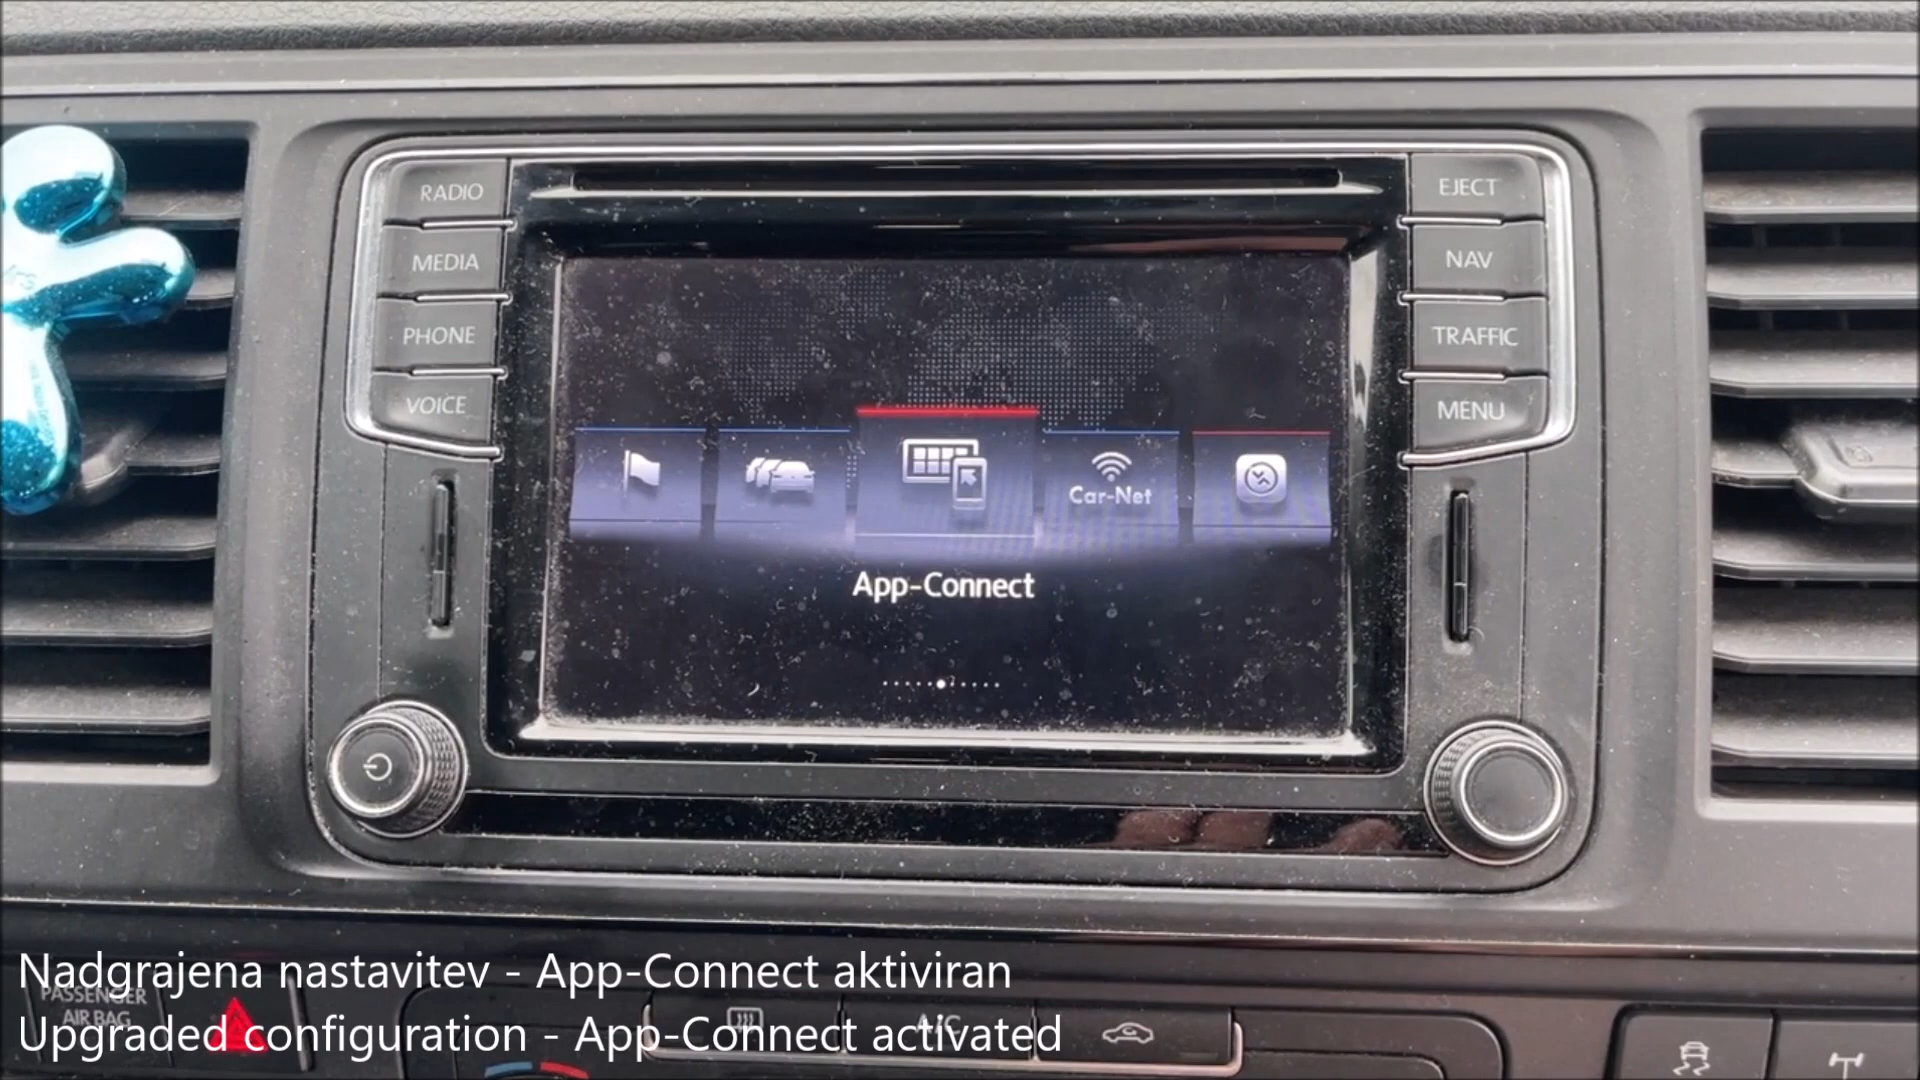 RADIO
MEDIA
PHONE
VOICE
EJECT
NAV
TRAFFIC
MENU
Car-Net
App-Connect
Nadgrajena nastavitev - App-Connect aktiviran
Upgraded configuration - App-Connect activated
PASSENGER
AIR BAG
A/C